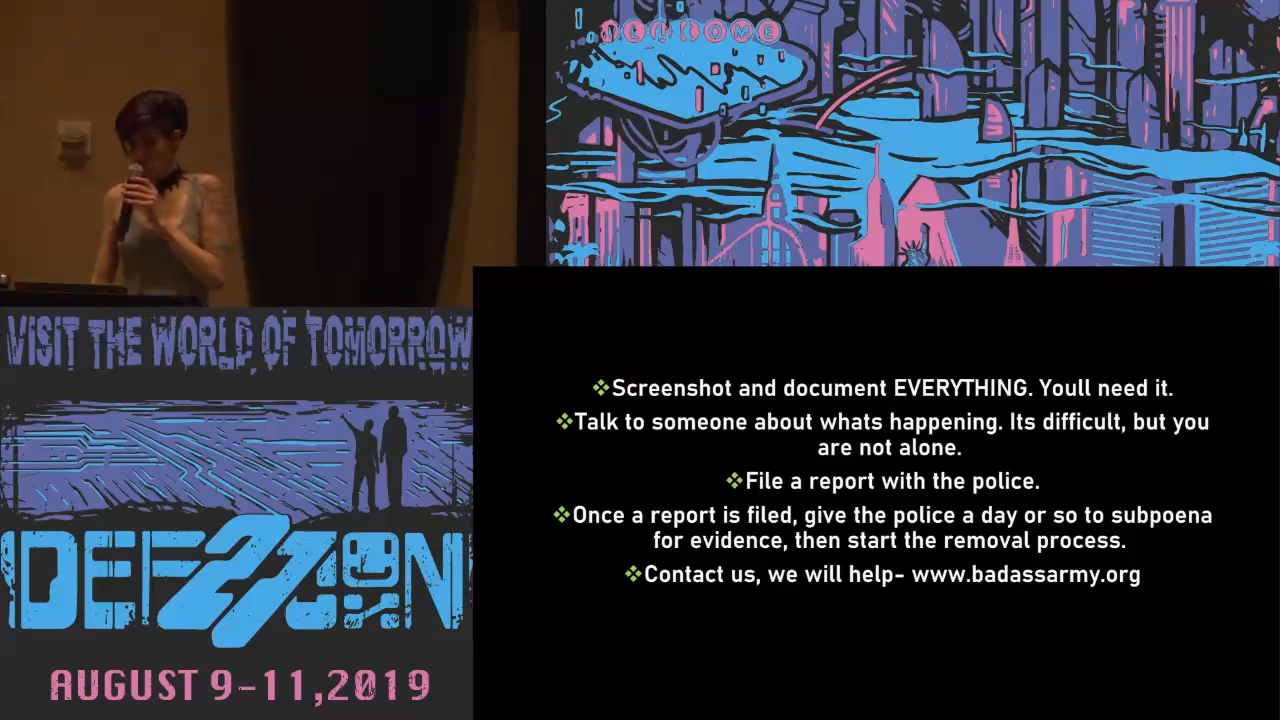 WELCOME
VISIT THE WORLD OF TOMORROW
DEF CON
27
AUGUST 9-11,2019
❖Screenshot and document EVERYTHING. Youll need it.
❖Talk to someone about whats happening. Its difficult, but you
are not alone.
❖File a report with the police.
❖Once a report is filed, give the police a day or so to subpoena
for evidence, then start the removal process.
❖Contact us, we will help- www.badassarmy.org